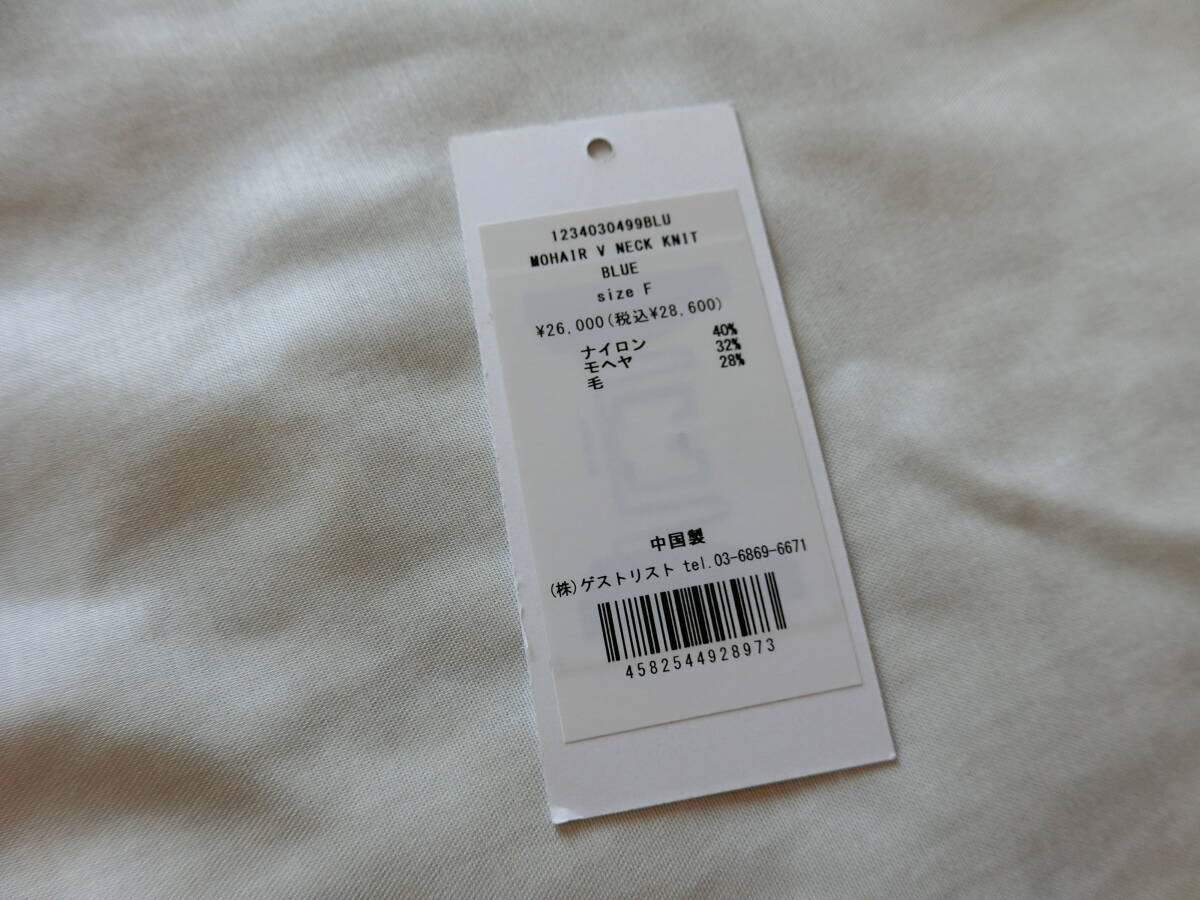 1234030499BLU
MOHAIR V NECK KNIT
BLUE
size F
¥26,000(税込¥28,600)
ナイロン 40%
モヘヤ 32%
毛 28%
中国製
(株)ゲストリスト tel.03-6869-6671
4582544928973